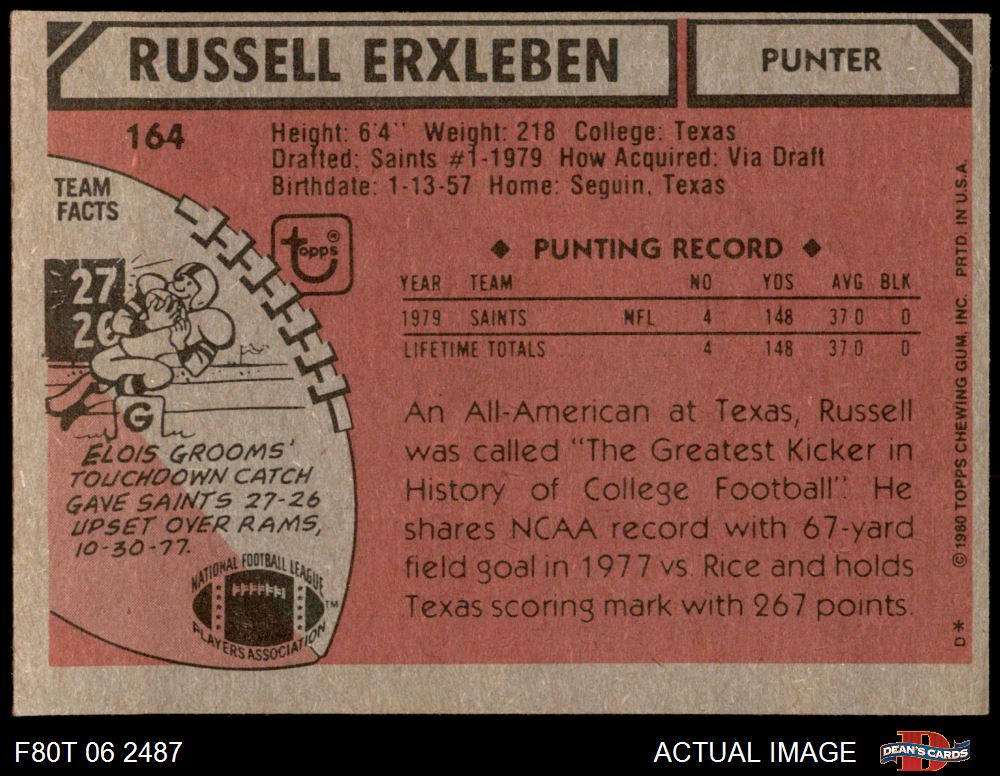 RUSSELL ERXLEBEN
PUNTER
164
Height: 6'4" Weight: 218 College: Texas
Drafted: Saints #1-1979 How Acquired: Via Draft
Birthdate: 1-13-57 Home: Seguin, Texas
TEAM
FACTS
topps®
27
26
G
ELOIS GROOMS'
TOUCHDOWN CATCH
GAVE SAINTS 27-26
UPSET OVER RAMS,
10-30-77.
NATIONAL FOOTBALL LEAGUE
PLAYERS ASSOCIATION
™
◆ PUNTING RECORD ◆
YEAR TEAM NO YDS AVG BLK
1979 SAINTS NFL 4 148 37.0 0
LIFETIME TOTALS 4 148 37.0 0
An All-American at Texas, Russell
was called "The Greatest Kicker in
History of College Football". He
shares NCAA record with 67-yard
field goal in 1977 vs. Rice and holds
Texas scoring mark with 267 points.
©1980 TOPPS CHEWING GUM, INC. PRTD. IN U.S.A.
D*
F80T 06 2487
ACTUAL IMAGE
DEAN'S CARDS